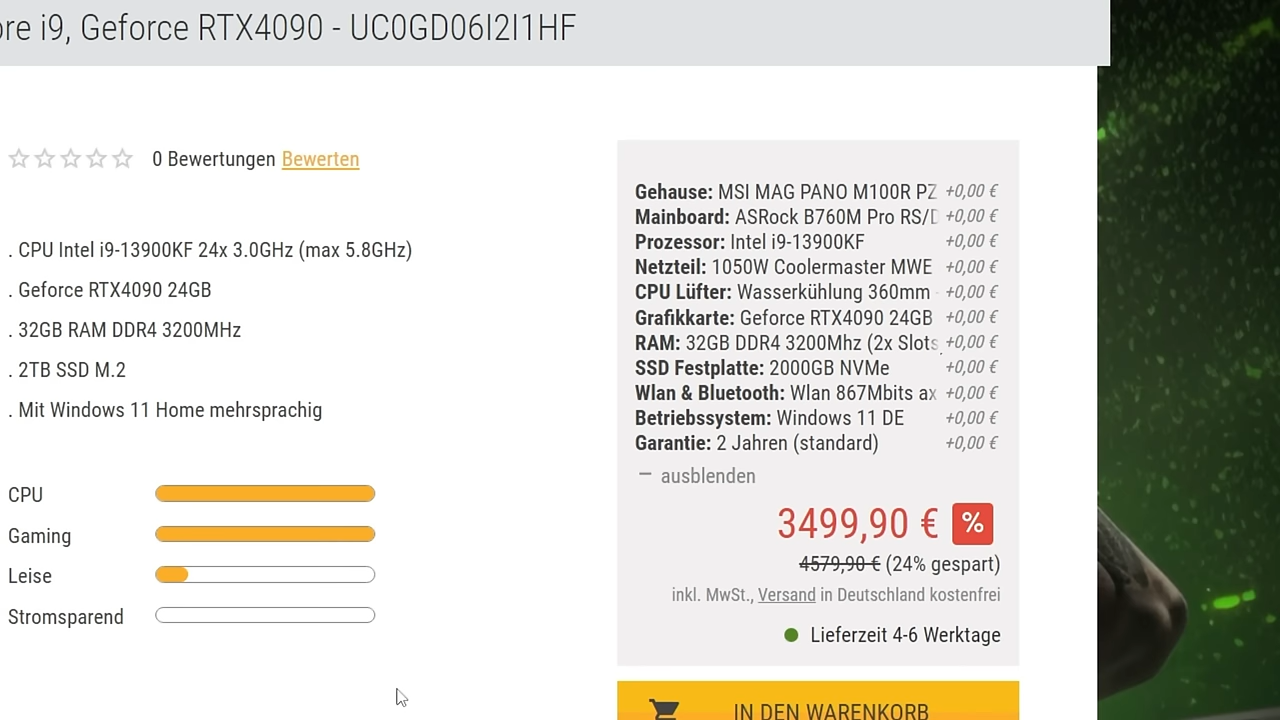 ore i9, Geforce RTX4090 - UC0GD06I2I1HF
0 Bewertungen Bewerten
. CPU Intel i9-13900KF 24x 3.0GHz (max 5.8GHz)
. Geforce RTX4090 24GB
. 32GB RAM DDR4 3200MHz
. 2TB SSD M.2
. Mit Windows 11 Home mehrsprachig
CPU
Gaming
Leise
Stromsparend
Gehause: MSI MAG PANO M100R PZ +0,00 €
Mainboard: ASRock B760M Pro RS/D +0,00 €
Prozessor: Intel i9-13900KF +0,00 €
Netzteil: 1050W Coolermaster MWE +0,00 €
CPU Lüfter: Wasserkühlung 360mm +0,00 €
Grafikkarte: Geforce RTX4090 24GB +0,00 €
RAM: 32GB DDR4 3200Mhz (2x Slots, +0,00 €
SSD Festplatte: 2000GB NVMe +0,00 €
Wlan & Bluetooth: Wlan 867Mbits ax +0,00 €
Betriebssystem: Windows 11 DE +0,00 €
Garantie: 2 Jahren (standard) +0,00 €
— ausblenden
3499,90 € %
4579,90 € (24% gespart)
inkl. MwSt., Versand in Deutschland kostenfrei
Lieferzeit 4-6 Werktage
IN DEN WARENKORB